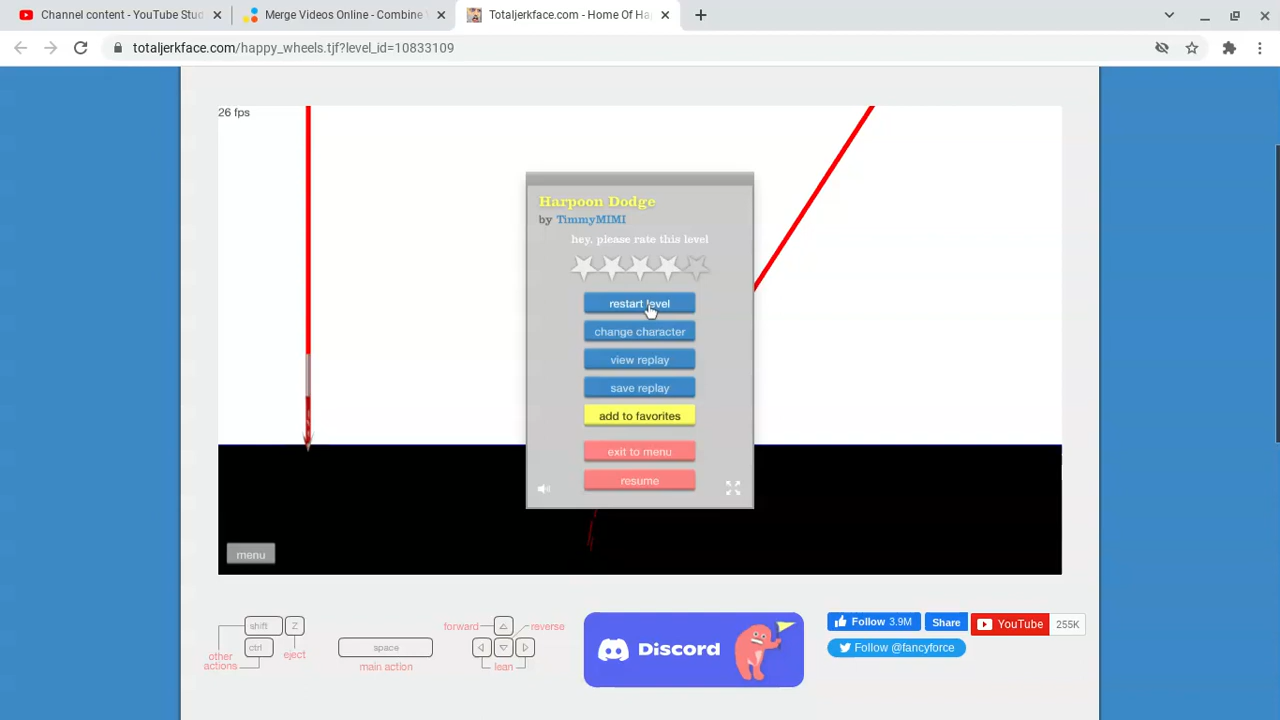 Channel content - YouTube Stud
Merge Videos Online - Combine V
Totaljerkface.com - Home Of Ha
totaljerkface.com/happy_wheels.tjf?level_id=10833109
26 fps
Harpoon Dodge
by TimmyMIMI
hey, please rate this level
restart level
change character
view replay
save replay
add to favorites
exit to menu
resume
menu
shift
Z
ctrl
other actions
eject
space
main action
forward
reverse
lean
Discord
Follow 3.9M
Share
YouTube
255K
Follow @fancyforce